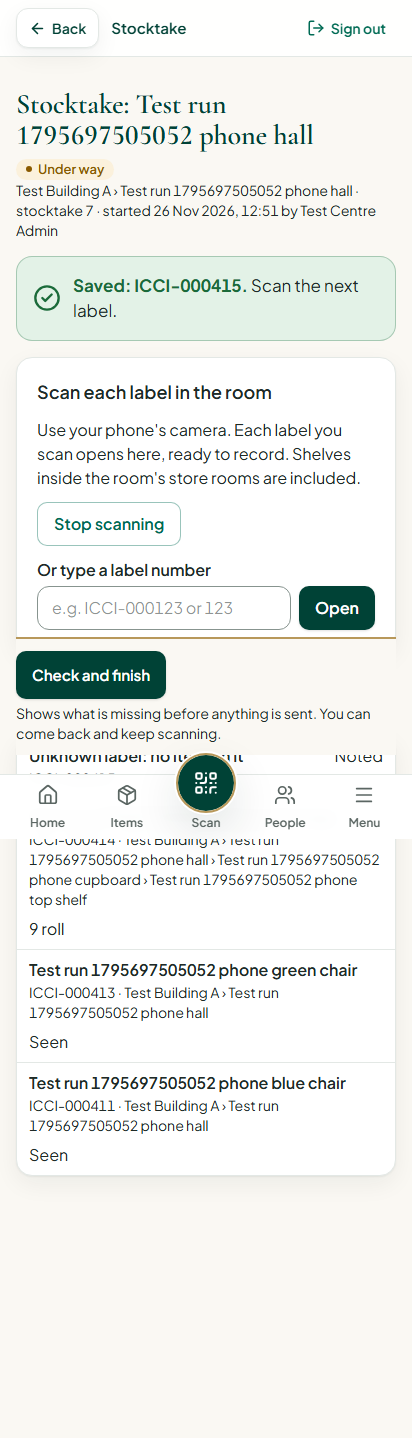 Back
Stocktake
Sign out
Stocktake: Test run
1795697505052 phone hall
Under way
Test Building A › Test run 1795697505052 phone hall ·
stocktake 7 · started 26 Nov 2026, 12:51 by Test Centre
Admin
Saved: ICCI-000415. Scan the next
label.
Scan each label in the room
Use your phone's camera. Each label you
scan opens here, ready to record. Shelves
inside the room's store rooms are included.
Stop scanning
Or type a label number
e.g. ICCI-000123 or 123
Open
Check and finish
Shows what is missing before anything is sent. You can
come back and keep scanning.
Unknown label: no it
Noted
Home
Items
Scan
People
Menu
ICCI-000414 · Test Building A › Test run
1795697505052 phone hall › Test run 1795697505052
phone cupboard › Test run 1795697505052 phone
top shelf
9 roll
Test run 1795697505052 phone green chair
ICCI-000413 · Test Building A › Test run
1795697505052 phone hall
Seen
Test run 1795697505052 phone blue chair
ICCI-000411 · Test Building A › Test run
1795697505052 phone hall
Seen